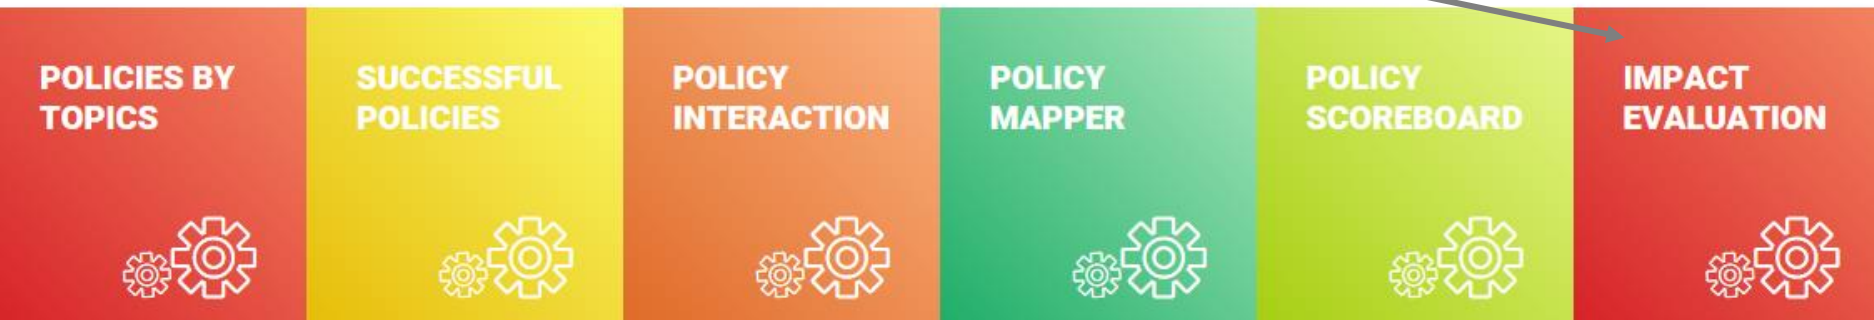 POLICIES BY
TOPICS
SUCCESSFUL
POLICIES
POLICY
INTERACTION
POLICY
MAPPER
POLICY
SCOREBOARD
IMPACT
EVALUATION